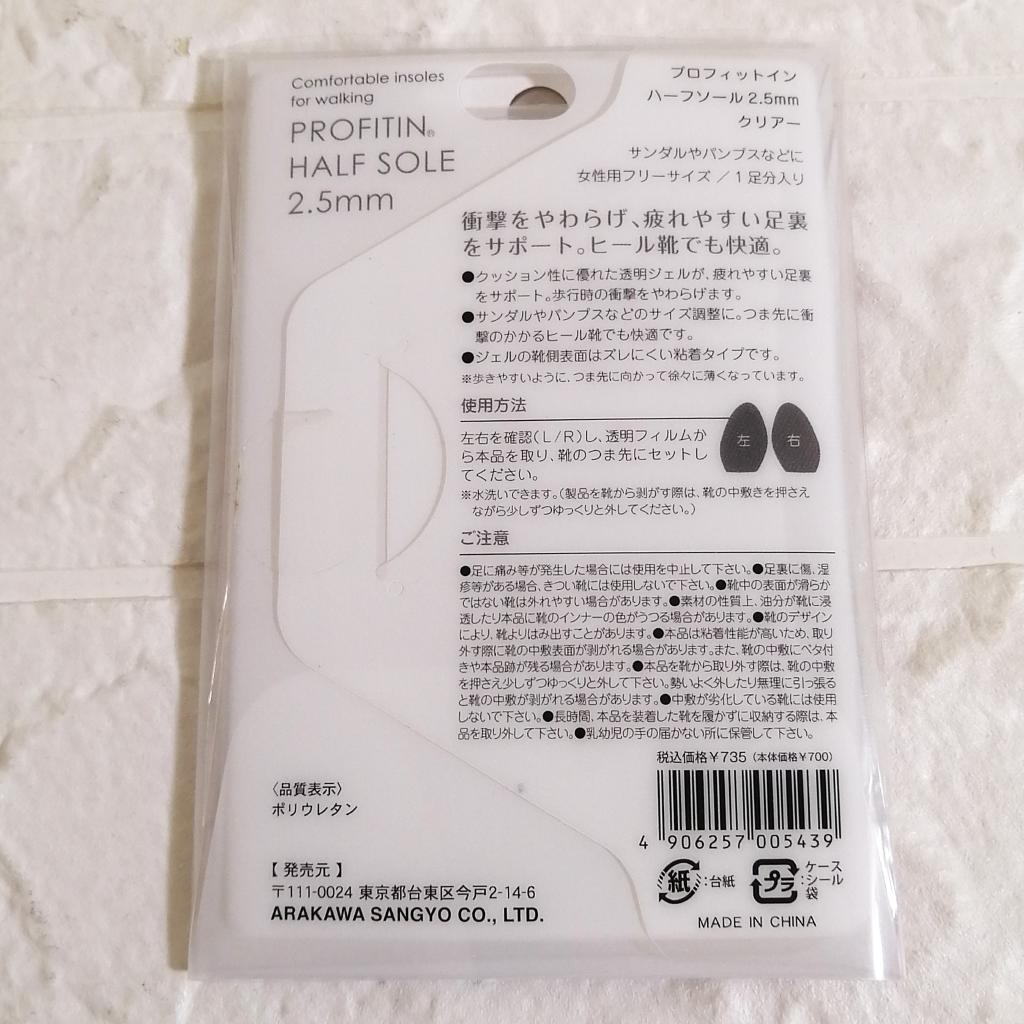 Comfortable insoles
for walking
PROFITIN®
HALF SOLE
2.5mm
プロフィットイン
ハーフソール2.5mm
クリアー
サンダルやパンプスなどに
女性用フリーサイズ／1足分入り
衝撃をやわらげ、疲れやすい足裏
をサポート。ヒール靴でも快適。
●クッション性に優れた透明ジェルが、疲れやすい足裏
をサポート。歩行時の衝撃をやわらげます。
●サンダルやパンプスなどのサイズ調整に。つま先に衝
撃のかかるヒール靴でも快適です。
●ジェルの靴側表面はズレにくい粘着タイプです。
※歩きやすいように、つま先に向かって徐々に薄くなっています。
使用方法
左右を確認(L/R)し、透明フィルムか
ら本品を取り、靴のつま先にセットし
てください。
左 右
※水洗いできます。(製品を靴から剥がす際は、靴の中敷きを押さえ
ながら少しずつゆっくりと外してください。)
ご注意
●足に痛み等が発生した場合には使用を中止して下さい。●足裏に傷、湿
疹等がある場合、きつい靴には使用しないで下さい。●靴中の表面が滑らか
ではない靴は外れやすい場合があります。●素材の性質上、油分が靴に浸
透したり本品に靴のインナーの色がうつる場合があります。●靴のデザイン
により、靴よりはみ出すことがあります。●本品は粘着性能が高いため、取り
外す際に靴の中敷表面が剥がれる場合があります。また、靴の中敷にベタ付
きや本品跡が残る場合があります。●本品を靴から取り外す際は、靴の中敷
を押さえ少しずつゆっくりと外して下さい。勢いよく外したり無理に引っ張る
と靴の中敷が剥がれる場合があります。●中敷が劣化している靴には使用
しないで下さい。●長時間、本品を装着した靴を履かずに収納する際は、本
品を取り外して下さい。●乳幼児の手の届かない所に保管して下さい。
税込価格￥735（本体価格￥700）
4 906257 005439
紙:台紙
プラ:ケース
シール
袋
MADE IN CHINA
〈品質表示〉
ポリウレタン
【 発売元 】
〒111-0024 東京都台東区今戸2-14-6
ARAKAWA SANGYO CO., LTD.